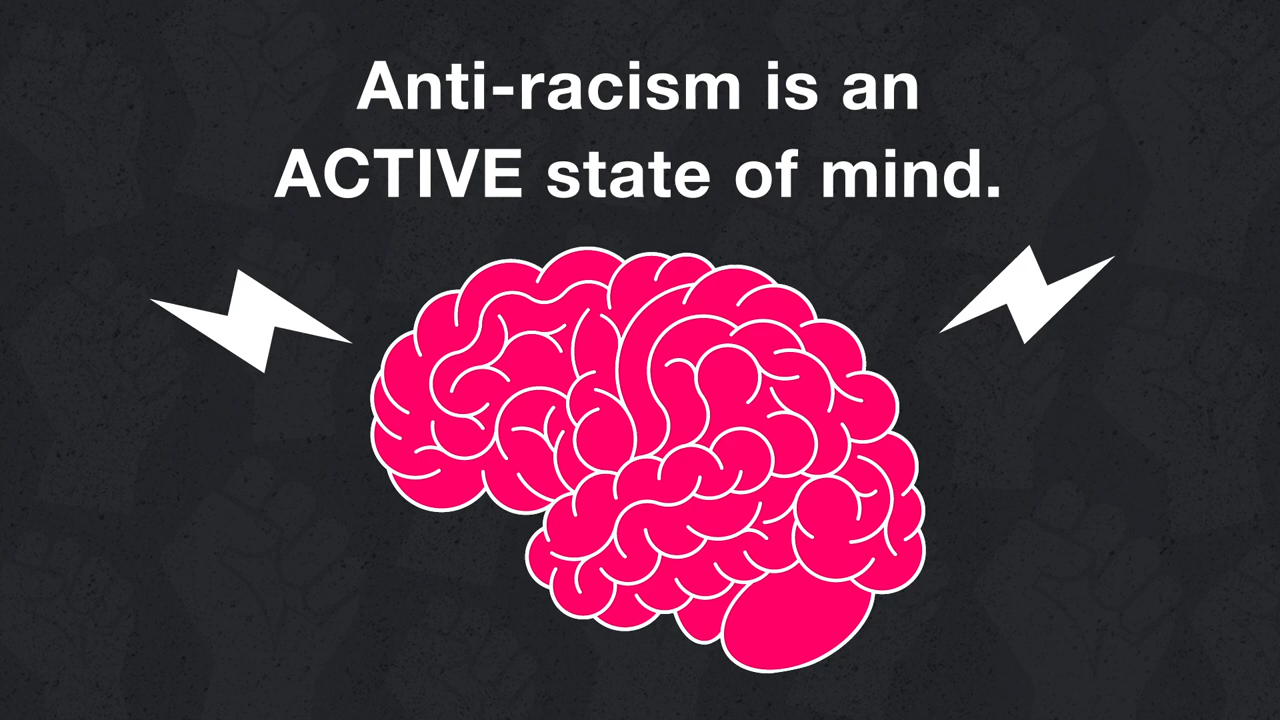 Anti-racism is an
ACTIVE state of mind.